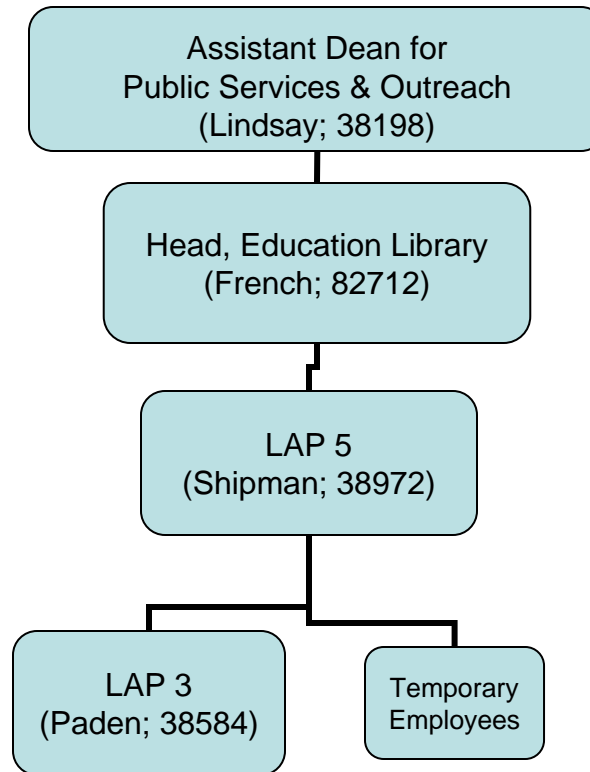 Assistant Dean for
Public Services & Outreach
(Lindsay; 38198)
Head, Education Library
(French; 82712)
LAP 5
(Shipman; 38972)
LAP 3
(Paden; 38584)
Temporary
Employees